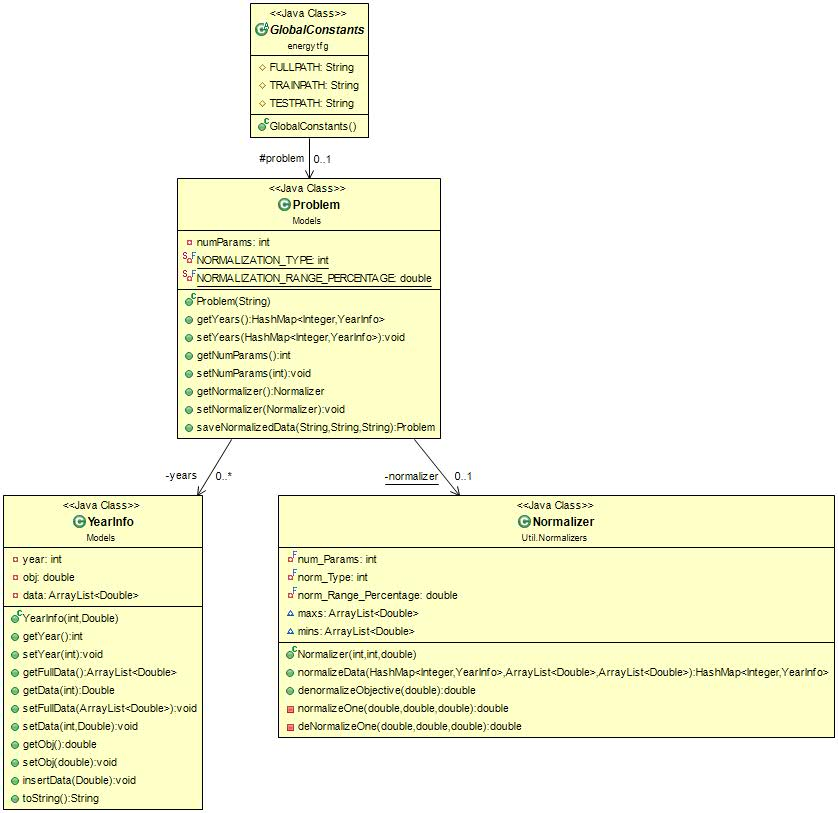 <<Java Class>>
GlobalConstants
energytfg
FULLPATH: String
TRAINPATH: String
TESTPATH: String
GlobalConstants()
#problem 0..1
<<Java Class>>
Problem
Models
numParams: int
NORMALIZATION_TYPE: int
NORMALIZATION_RANGE_PERCENTAGE: double
Problem(String)
getYears():HashMap<Integer,YearInfo>
setYears(HashMap<Integer,YearInfo>):void
getNumParams():int
setNumParams(int):void
getNormalizer():Normalizer
setNormalizer(Normalizer):void
saveNormalizedData(String,String,String):Problem
-years 0..*
-normalizer 0..1
<<Java Class>>
YearInfo
Models
year: int
obj: double
data: ArrayList<Double>
YearInfo(int,Double)
getYear():int
setYear(int):void
getFullData():ArrayList<Double>
getData(int):Double
setFullData(ArrayList<Double>):void
setData(int,Double):void
getObj():double
setObj(double):void
insertData(Double):void
toString():String
<<Java Class>>
Normalizer
Util.Normalizers
num_Params: int
norm_Type: int
norm_Range_Percentage: double
maxs: ArrayList<Double>
mins: ArrayList<Double>
Normalizer(int,int,double)
normalizeData(HashMap<Integer,YearInfo>,ArrayList<Double>,ArrayList<Double>):HashMap<Integer,YearInfo>
denormalizeObjective(double):double
normalizeOne(double,double,double):double
deNormalizeOne(double,double,double):double